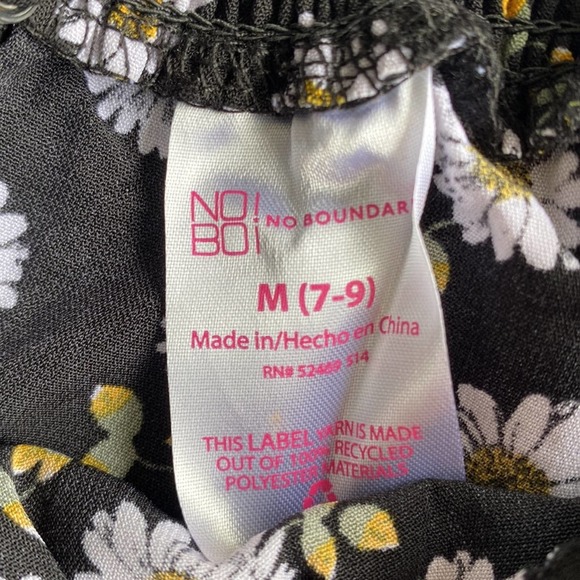 NO!
BO!
NO BOUNDAR
M (7-9)
Made in/Hecho en China
RN# 52469 514
THIS LABEL YARN IS MADE
OUT OF 100% RECYCLED
POLYESTER MATERIALS